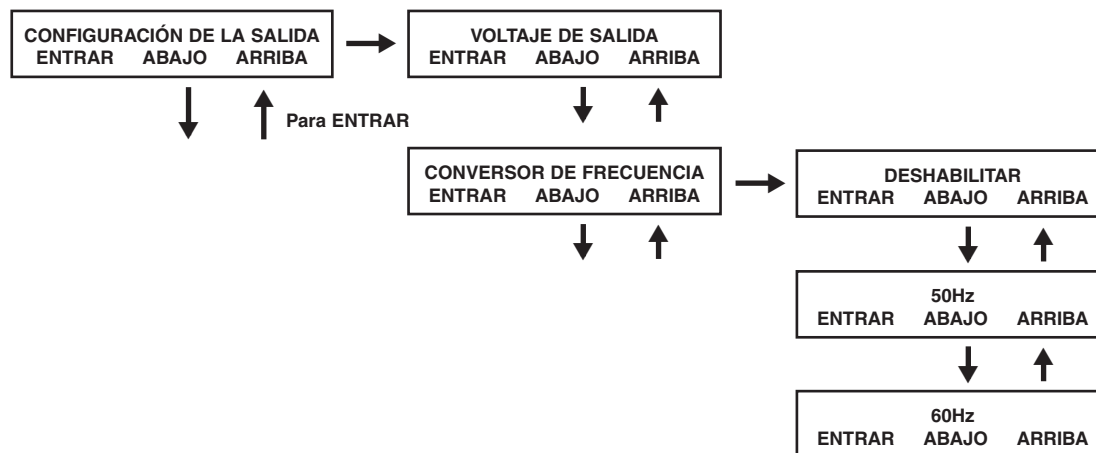 CONFIGURACIÓN DE LA SALIDA
ENTRAR ABAJO ARRIBA
VOLTAJE DE SALIDA
ENTRAR ABAJO ARRIBA
Para ENTRAR
CONVERSOR DE FRECUENCIA
ENTRAR ABAJO ARRIBA
DESHABILITAR
ENTRAR ABAJO ARRIBA
50Hz
ENTRAR ABAJO ARRIBA
60Hz
ENTRAR ABAJO ARRIBA